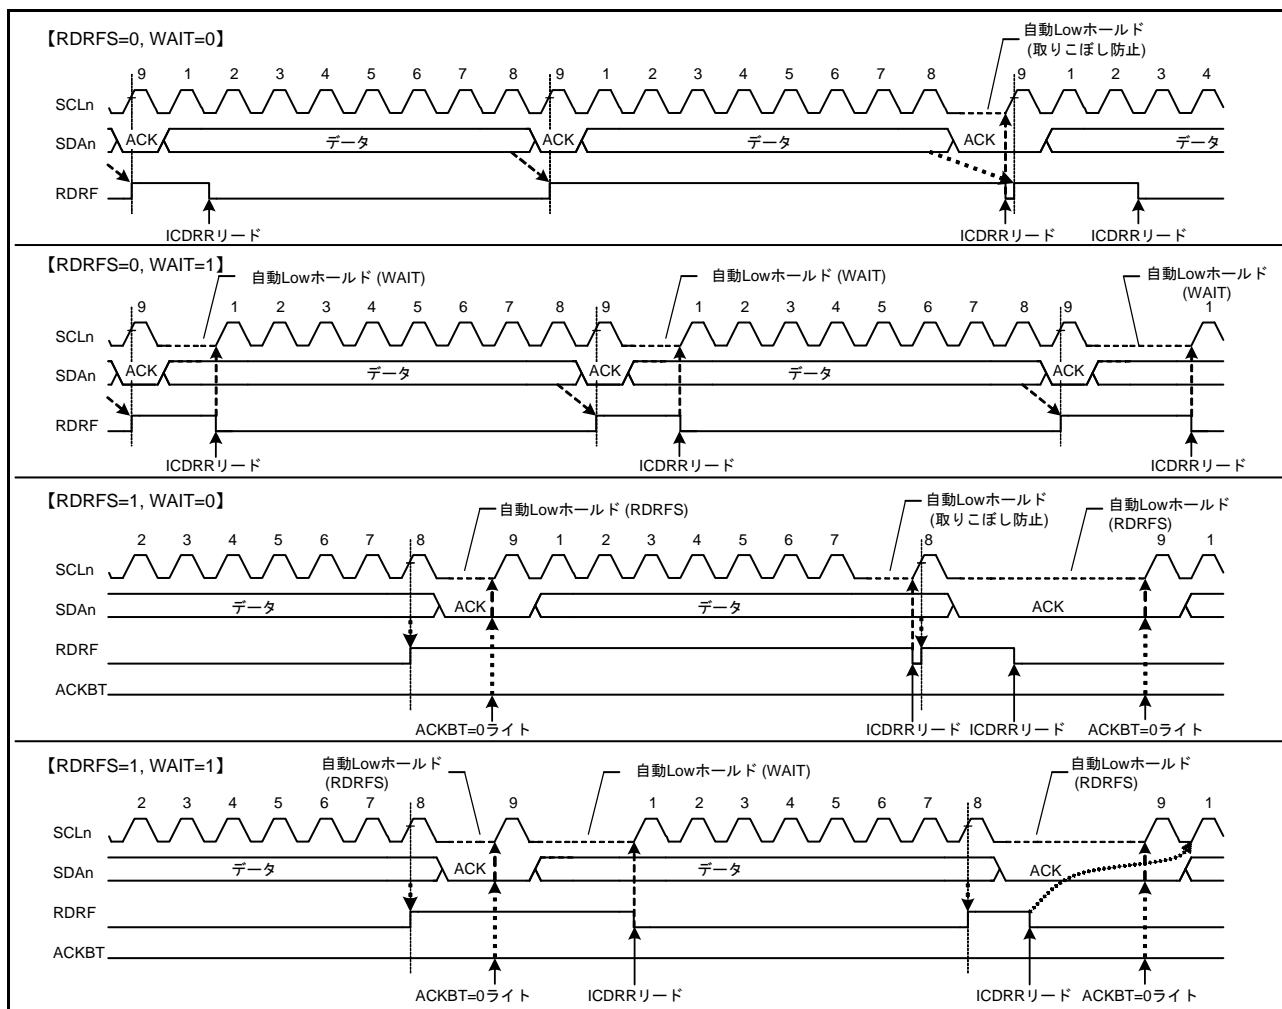 【RDRFS=0, WAIT=0】
自動Lowホールド
(取りこぼし防止)
9 1 2 3 4 5 6 7 8 9 1 2 3 4 5 6 7 8 9 1 2 3 4
SCLn
SDAn ACK データ ACK データ ACK データ
RDRF
ICDRRリード ICDRRリード ICDRRリード
【RDRFS=0, WAIT=1】
自動Lowホールド (WAIT) 自動Lowホールド (WAIT) 自動Lowホールド
(WAIT)
9 1 2 3 4 5 6 7 8 9 1 2 3 4 5 6 7 8 9 1
SCLn
SDAn ACK データ ACK データ ACK
RDRF
ICDRRリード ICDRRリード ICDRRリード
【RDRFS=1, WAIT=0】
自動Lowホールド (RDRFS) 自動Lowホールド
(取りこぼし防止)
自動Lowホールド
(RDRFS)
2 3 4 5 6 7 8 9 1 2 3 4 5 6 7 8 9 1
SCLn
SDAn データ ACK データ ACK
RDRF
ACKBT
ACKBT=0ライト ICDRRリード ICDRRリード ACKBT=0ライト
【RDRFS=1, WAIT=1】
自動Lowホールド
(RDRFS)
自動Lowホールド (WAIT)
自動Lowホールド
(RDRFS)
2 3 4 5 6 7 8 9 1 2 3 4 5 6 7 8 9 1
SCLn
SDAn データ ACK データ ACK
RDRF
ACKBT
ACKBT=0ライト ICDRRリード ICDRRリード ACKBT=0ライト